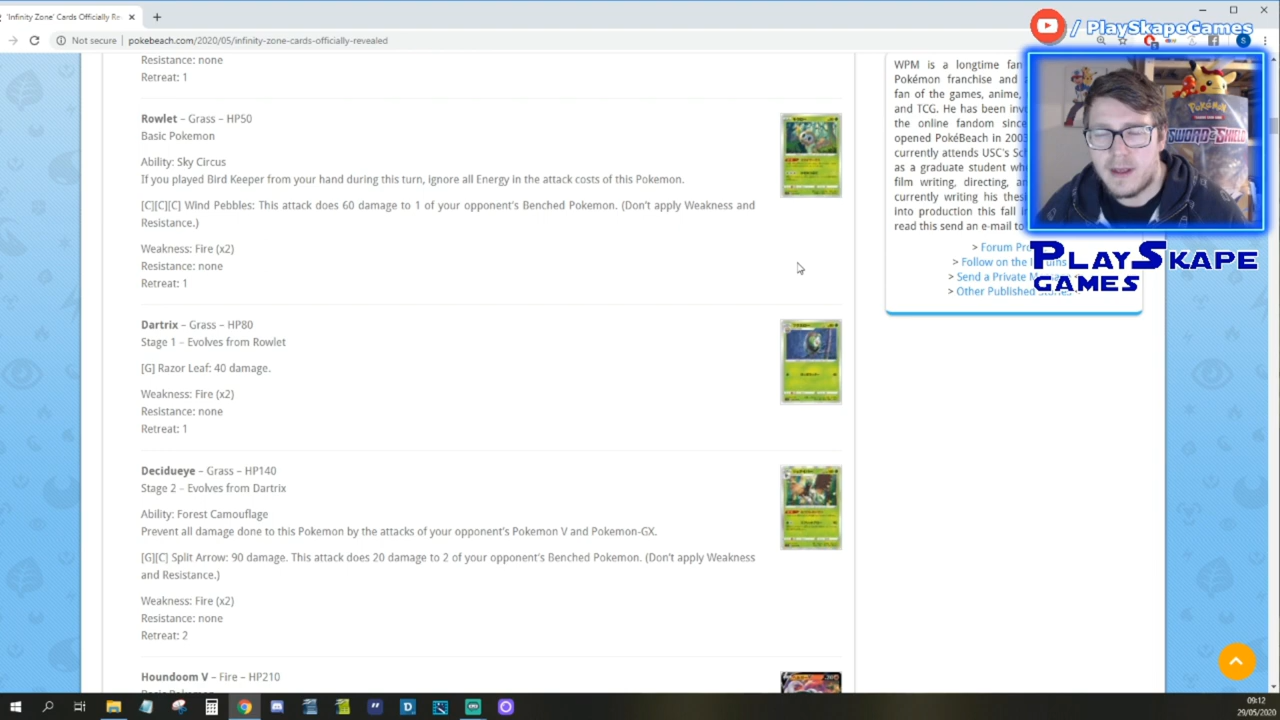 'Infinity Zone' Cards Officially Re
Not secure | pokebeach.com/2020/05/infinity-zone-cards-officially-revealed
/ PlaySkapeGames
Resistance: none
Retreat: 1
Rowlet – Grass – HP50
Basic Pokemon
Ability: Sky Circus
If you played Bird Keeper from your hand during this turn, ignore all Energy in the attack costs of this Pokemon.
[C][C][C] Wind Pebbles: This attack does 60 damage to 1 of your opponent's Benched Pokemon. (Don't apply Weakness and
Resistance.)
Weakness: Fire (x2)
Resistance: none
Retreat: 1
Dartrix – Grass – HP80
Stage 1 – Evolves from Rowlet
[G] Razor Leaf: 40 damage.
Weakness: Fire (x2)
Resistance: none
Retreat: 1
Decidueye – Grass – HP140
Stage 2 – Evolves from Dartrix
Ability: Forest Camouflage
Prevent all damage done to this Pokemon by the attacks of your opponent's Pokemon V and Pokemon-GX.
[G][C] Split Arrow: 90 damage. This attack does 20 damage to 2 of your opponent's Benched Pokemon. (Don't apply Weakness
and Resistance.)
Weakness: Fire (x2)
Resistance: none
Retreat: 2
Houndoom V – Fire – HP210
WPM is a longtime fan
Pokémon franchise and
fan of the games, anime,
and TCG. He has been
the online fandom since
opened PokéBeach in 2003
currently attends USC's
as a graduate student
film writing, directing,
currently writing his
into production this fall
read this send an e-mail to
> Forum
> Follow on the
> Send a Private
> Other Published Stories
Pokémon
SWORD SHIELD
PLAYSKAPE
GAMES
09:12
29/05/2020